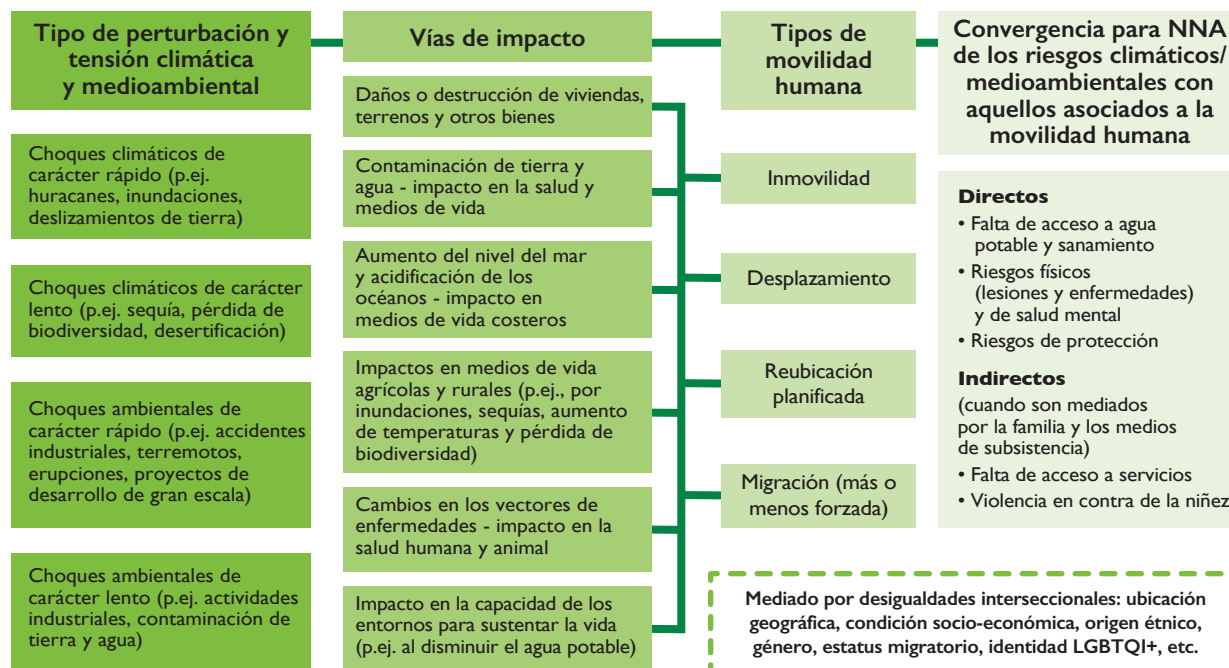 Tipo de perturbación y
tensión climática
y medioambiental
Choques climáticos de
carácter rápido (p.ej.
huracanes, inundaciones,
deslizamientos de tierra)
Choques climáticos de carácter
lento (p.ej. sequía, pérdida de
biodiversidad, desertificación)
Choques ambientales de
carácter rápido (p.ej. accidentes
industriales, terremotos,
erupciones, proyectos de
desarrollo de gran escala)
Choques ambientales de
carácter lento (p.ej. actividades
industriales, contaminación de
tierra y agua)
Vías de impacto
Daños o destrucción de viviendas,
terrenos y otros bienes
Contaminación de tierra y
agua - impacto en la salud y
medios de vida
Aumento del nivel del mar
y acidificación de los
océanos - impacto en
medios de vida costeros
Impactos en medios de vida
agrícolas y rurales (p.ej., por
inundaciones, sequías, aumento
de temperaturas y pérdida de
biodiversidad)
Cambios en los vectores de
enfermedades - impacto en la
salud humana y animal
Impacto en la capacidad de los
entornos para sustentar la vida
(p.ej. al disminuir el agua potable)
Tipos de
movilidad
humana
Inmovilidad
Desplazamiento
Reubicación
planificada
Migración (más o
menos forzada)
Convergencia para NNA
de los riesgos climáticos/
medioambientales con
aquellos asociados a la
movilidad humana
Directos
• Falta de acceso a agua
potable y sanamiento
• Riesgos físicos
(lesiones y enfermedades)
y de salud mental
• Riesgos de protección
Indirectos
(cuando son mediados
por la familia y los medios
de subsistencia)
• Falta de acceso a servicios
• Violencia en contra de la niñez
Mediado por desigualdades interseccionales: ubicación
geográfica, condición socio-económica, origen étnico,
género, estatus migratorio, identidad LGBTQI+, etc.